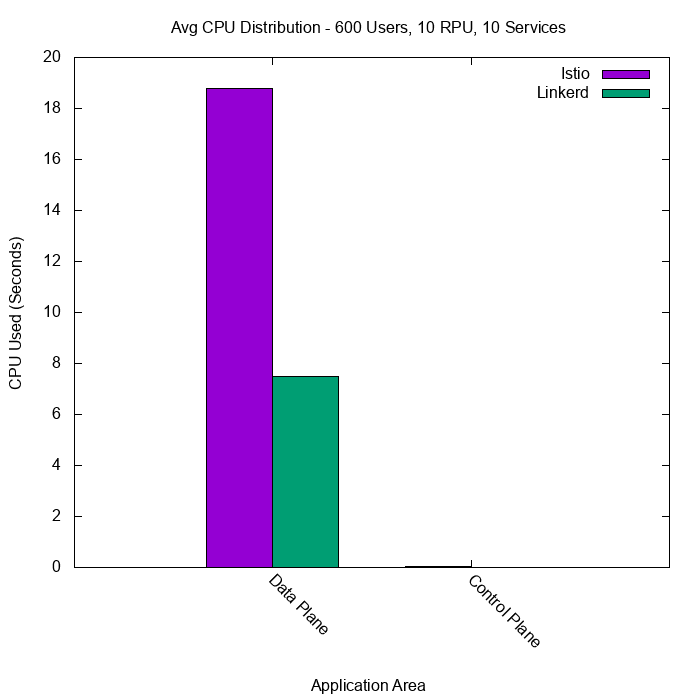 Avg CPU Distribution - 600 Users, 10 RPU, 10 Services
Istio
Linkerd
20
18
16
14
12
10
8
6
4
2
0
CPU Used (Seconds)
Data Plane
Control Plane
Application Area